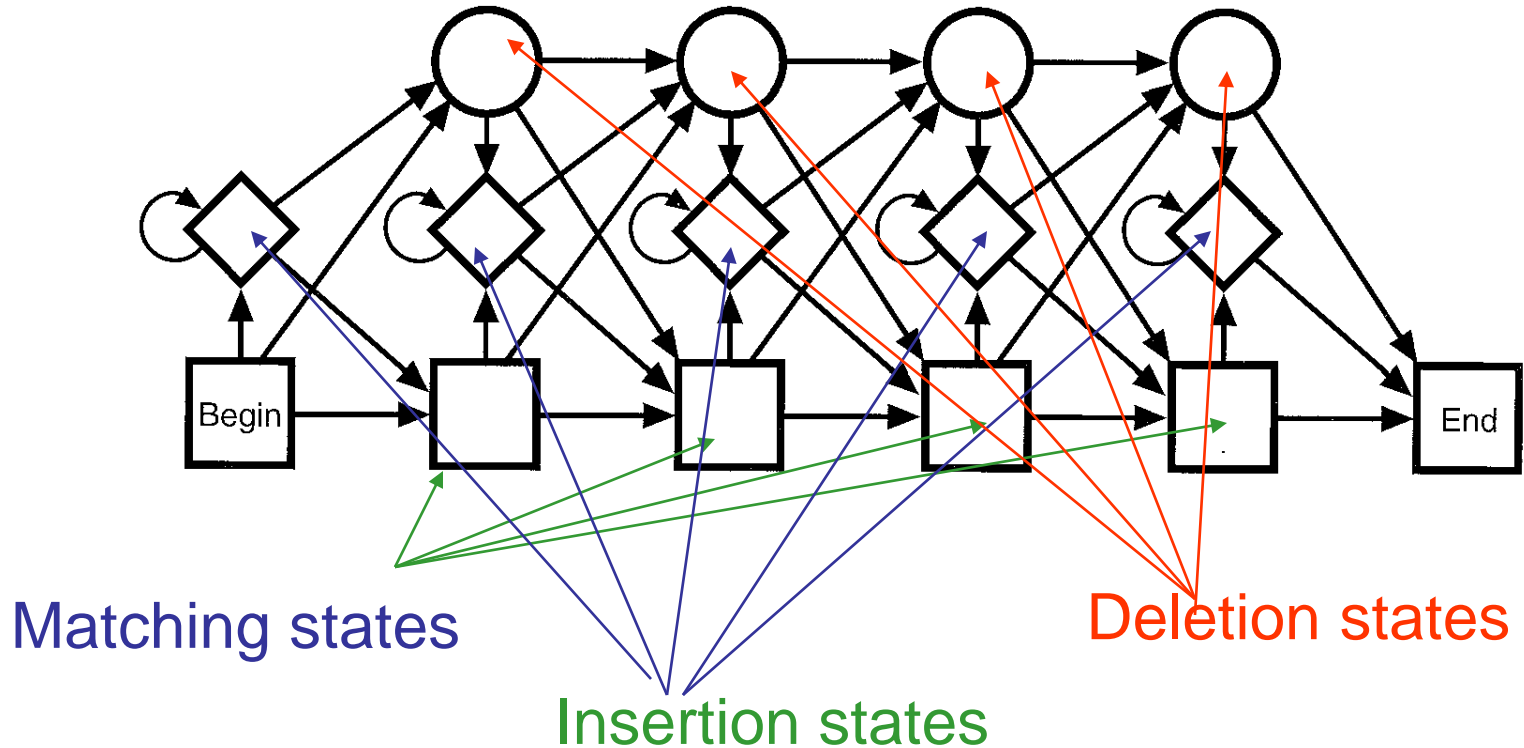 Begin
End
Matching states
Deletion states
Insertion states